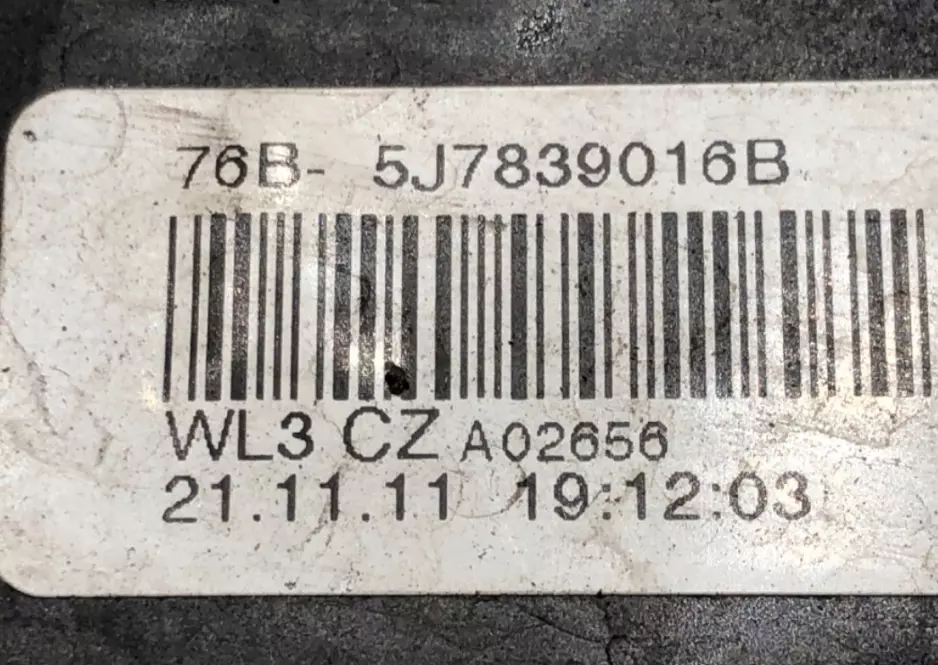 76B- 5J7839016B
WL3 CZ A02656
21.11.11 19:12:03